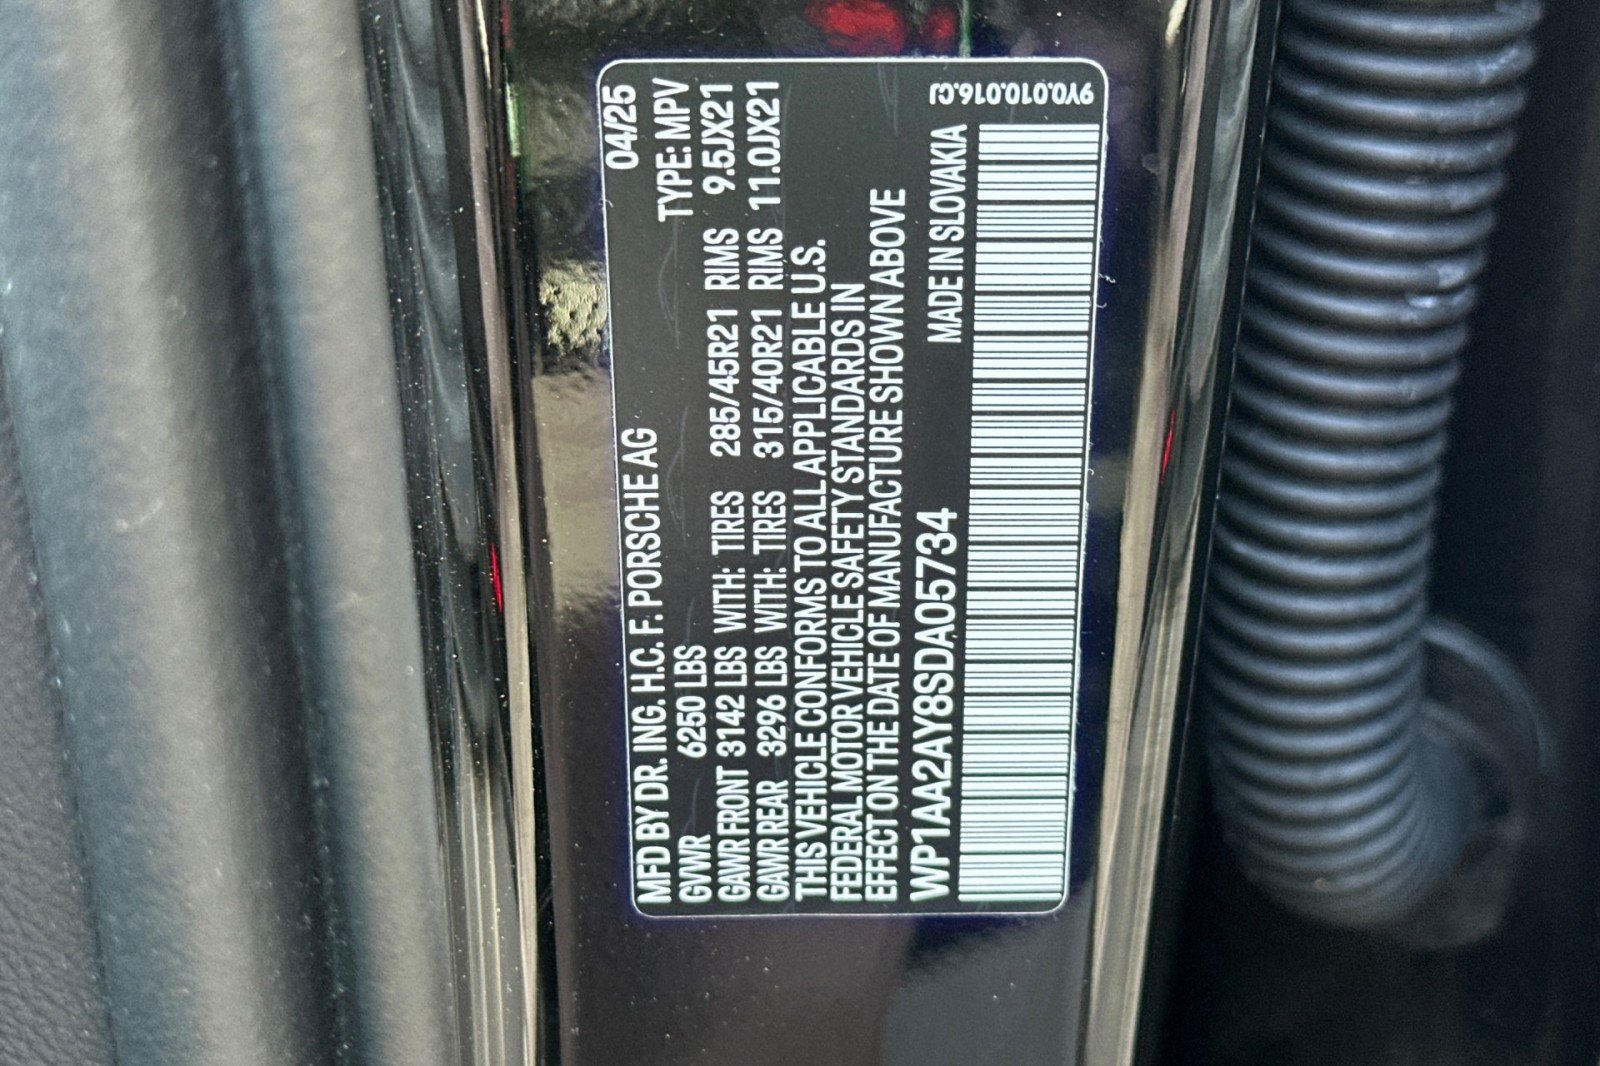 04/25
MFD BY DR. ING. H.C. F. PORSCHE AG
GVWR 6250 LBS TYPE: MPV
GAWR FRONT 3142 LBS WITH: TIRES 285/45R21 RIMS 9.5JX21
GAWR REAR 3296 LBS WITH: TIRES 315/40R21 RIMS 11.0JX21
THIS VEHICLE CONFORMS TO ALL APPLICABLE U.S.
FEDERAL MOTOR VEHICLE SAFETY STANDARDS IN
EFFECT ON THE DATE OF MANUFACTURE SHOWN ABOVE
WP1AA2AY8SDA05734 MADE IN SLOVAKIA
9Y0.010.016.CJ